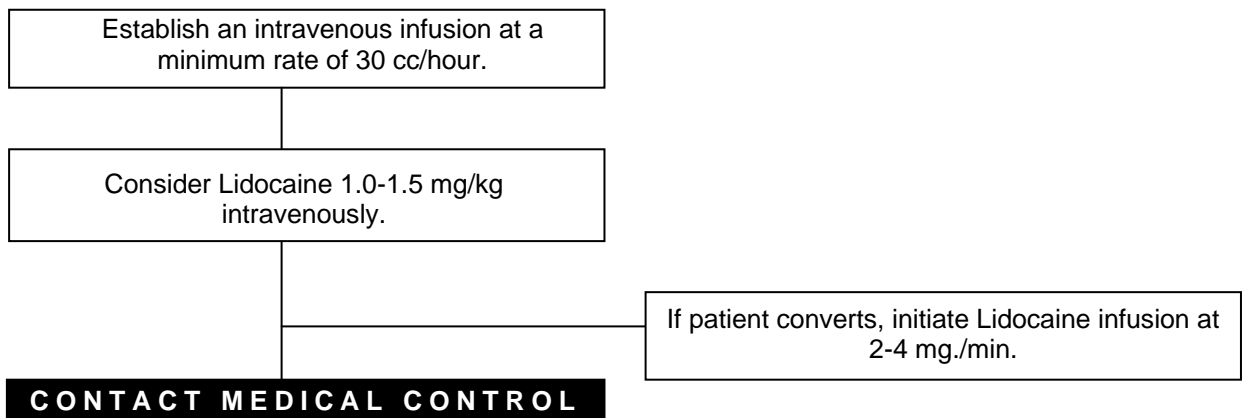 Establish an intravenous infusion at a
minimum rate of 30 cc/hour.
Consider Lidocaine 1.0-1.5 mg/kg
intravenously.
If patient converts, initiate Lidocaine infusion at
2-4 mg./min.
CONTACT MEDICAL CONTROL